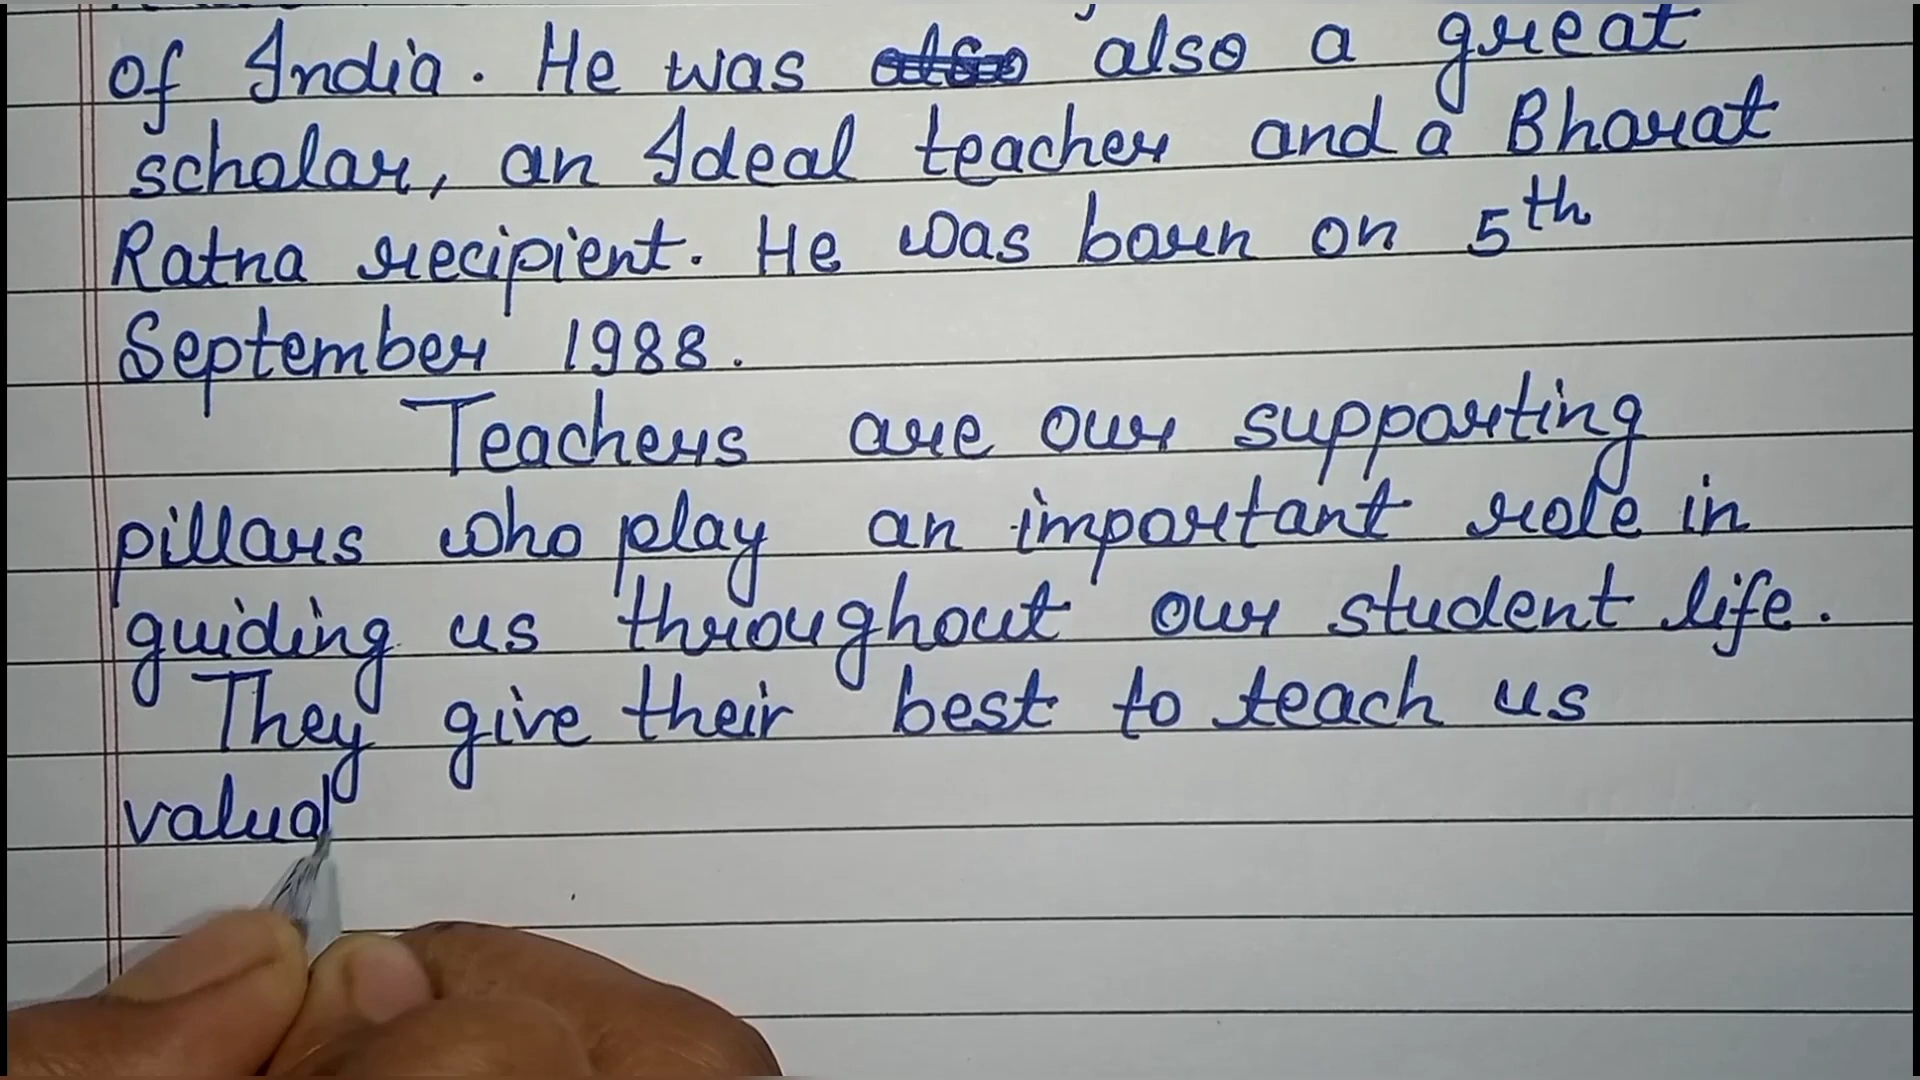 of India. He was also a great
scholar, an Ideal teacher and a Bharat
Ratna recipient. He was born on 5th
September 1988.
Teachers are our supporting
pillars who play an important role in
guiding us throughout our student life.
They give their best to teach us
valua